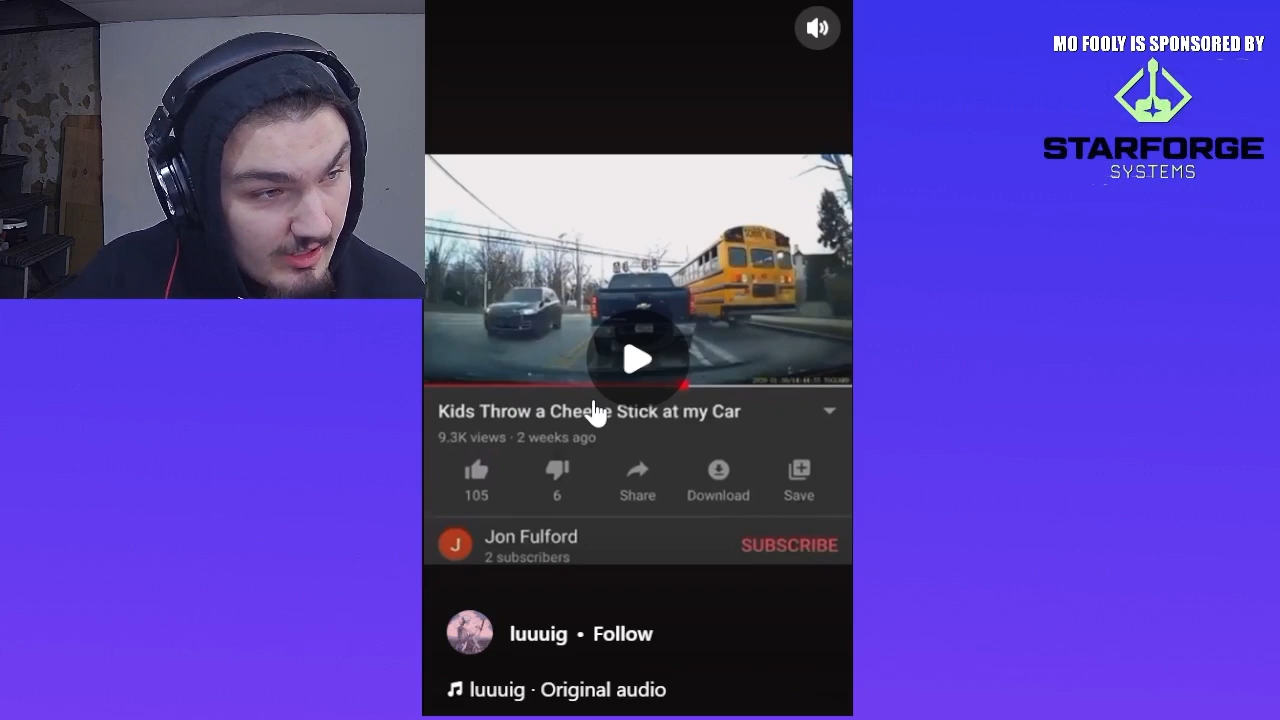 MO FOOLY IS SPONSORED BY
STARFORGE
SYSTEMS
Kids Throw a Cheese Stick at my Car
9.3K views · 2 weeks ago
105
6
Share
Download
Save
J
Jon Fulford
2 subscribers
SUBSCRIBE
luuuig • Follow
luuuig · Original audio